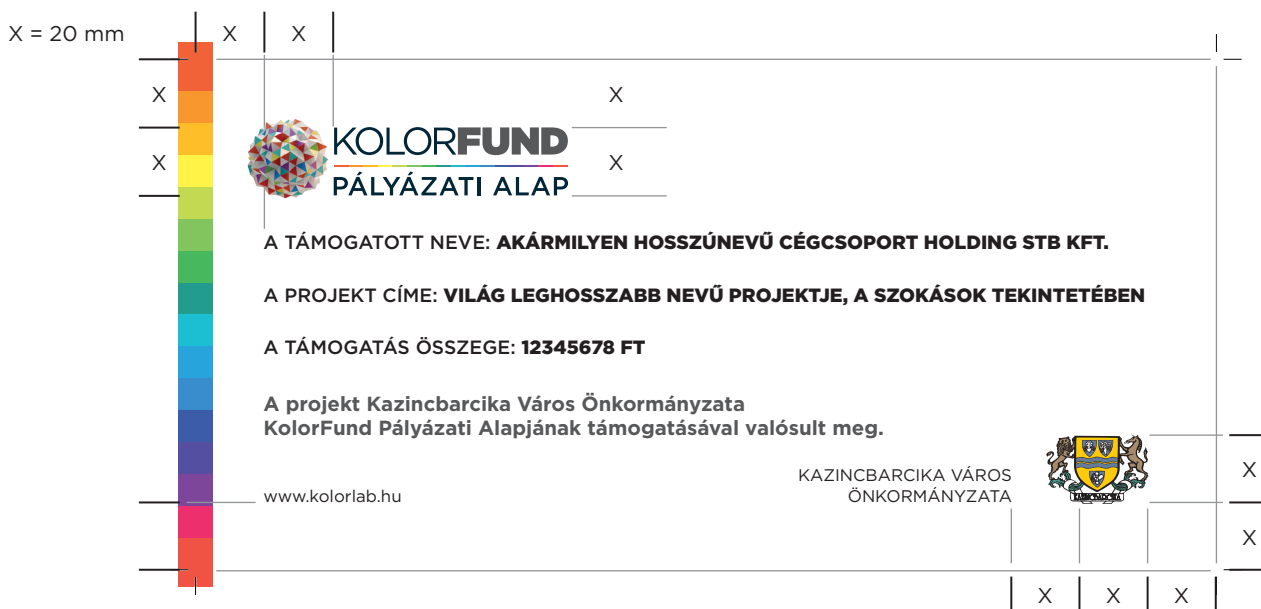 X = 20 mm
X X
X
X
X
X
KOLORFUND
PÁLYÁZATI ALAP
A TÁMOGATOTT NEVE: AKÁRMILYEN HOSSZÚNEVŰ CÉGCSOPORT HOLDING STB KFT.
A PROJEKT CÍME: VILÁG LEGHOSSZABB NEVŰ PROJEKTJE, A SZOKÁSOK TEKINTETÉBEN
A TÁMOGATÁS ÖSSZEGE: 12345678 FT
A projekt Kazincbarcika Város Önkormányzata
KolorFund Pályázati Alapjának támogatásával valósult meg.
KAZINCBARCIKA VÁROS
ÖNKORMÁNYZATA
KAZINCBARCIKA
www.kolorlab.hu
X
X
X X X